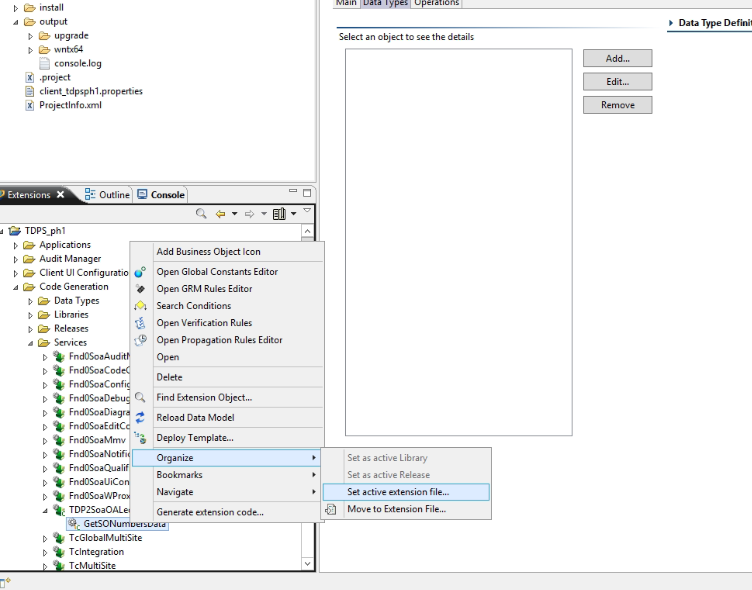 install
output
upgrade
wntx64
console.log
.project
client_tdpsph1.properties
ProjectInfo.xml
Main Data Types Operations
Data Type Defini
Select an object to see the details
Add...
Edit...
Remove
Extensions Outline Console
TDPS_ph1
Applications
Audit Manager
Client UI Configuratio
Code Generation
Data Types
Libraries
Releases
Services
Fnd0SoaAuditM
Fnd0SoaCodeG
Fnd0SoaConfig
Fnd0SoaDebug
Fnd0SoaDiagra
Fnd0SoaEditCo
Fnd0SoaMmv
Fnd0SoaNotific
Fnd0SoaQualif
Fnd0SoaUiCon
Fnd0SoaWProx
TDP2SoaOALeg
GetSONumbersData
TcGlobalMultiSite
TcIntegration
TcMultiSite
Add Business Object Icon
Open Global Constants Editor
Open GRM Rules Editor
Search Conditions
Open Verification Rules
Open Propagation Rules Editor
Open
Delete
Find Extension Object...
Reload Data Model
Deploy Template...
Organize
Bookmarks
Navigate
Generate extension code...
Set as active Library
Set as active Release
Set active extension file...
Move to Extension File...